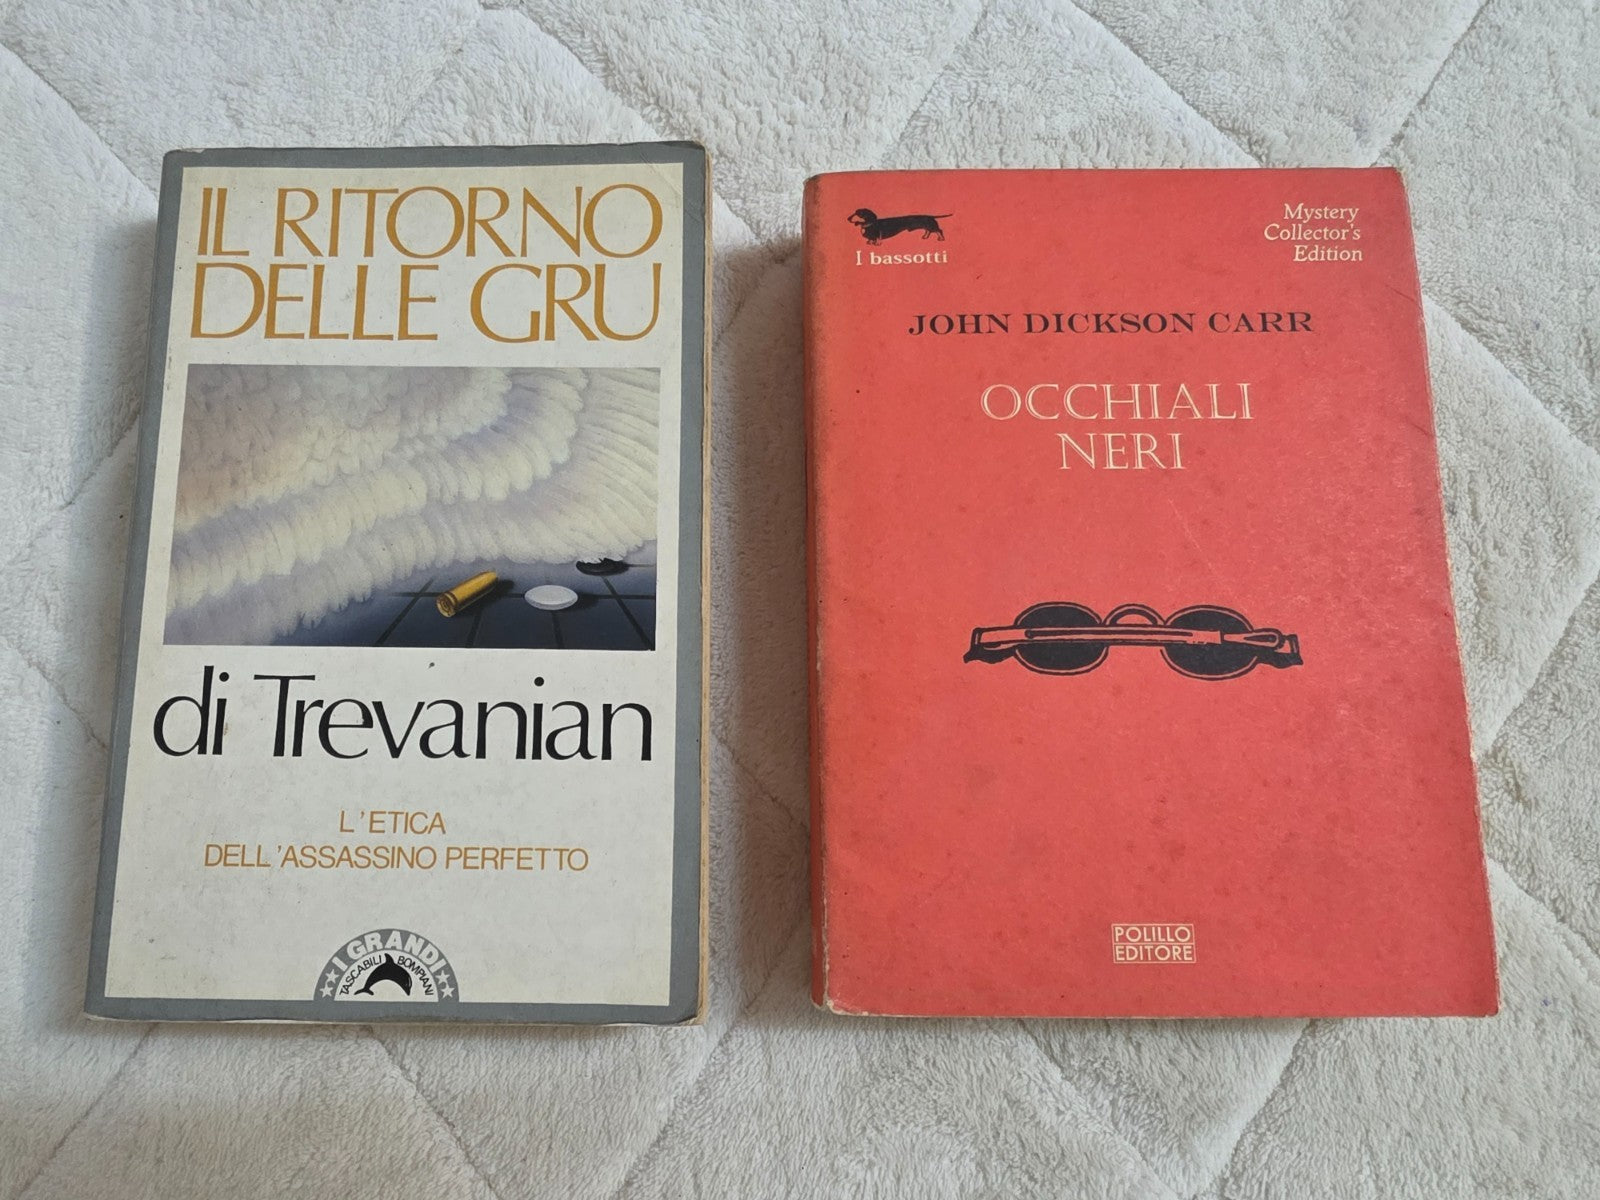 IL RITORNO
DELLE GRU
di Trevanian
L'ETICA
DELL'ASSASSINO PERFETTO
I GRANDI
TASCABILI BOMPIANI
I bassotti
Mystery
Collector's
Edition
JOHN DICKSON CARR
OCCHIALI
NERI
POLILLO
EDITORE